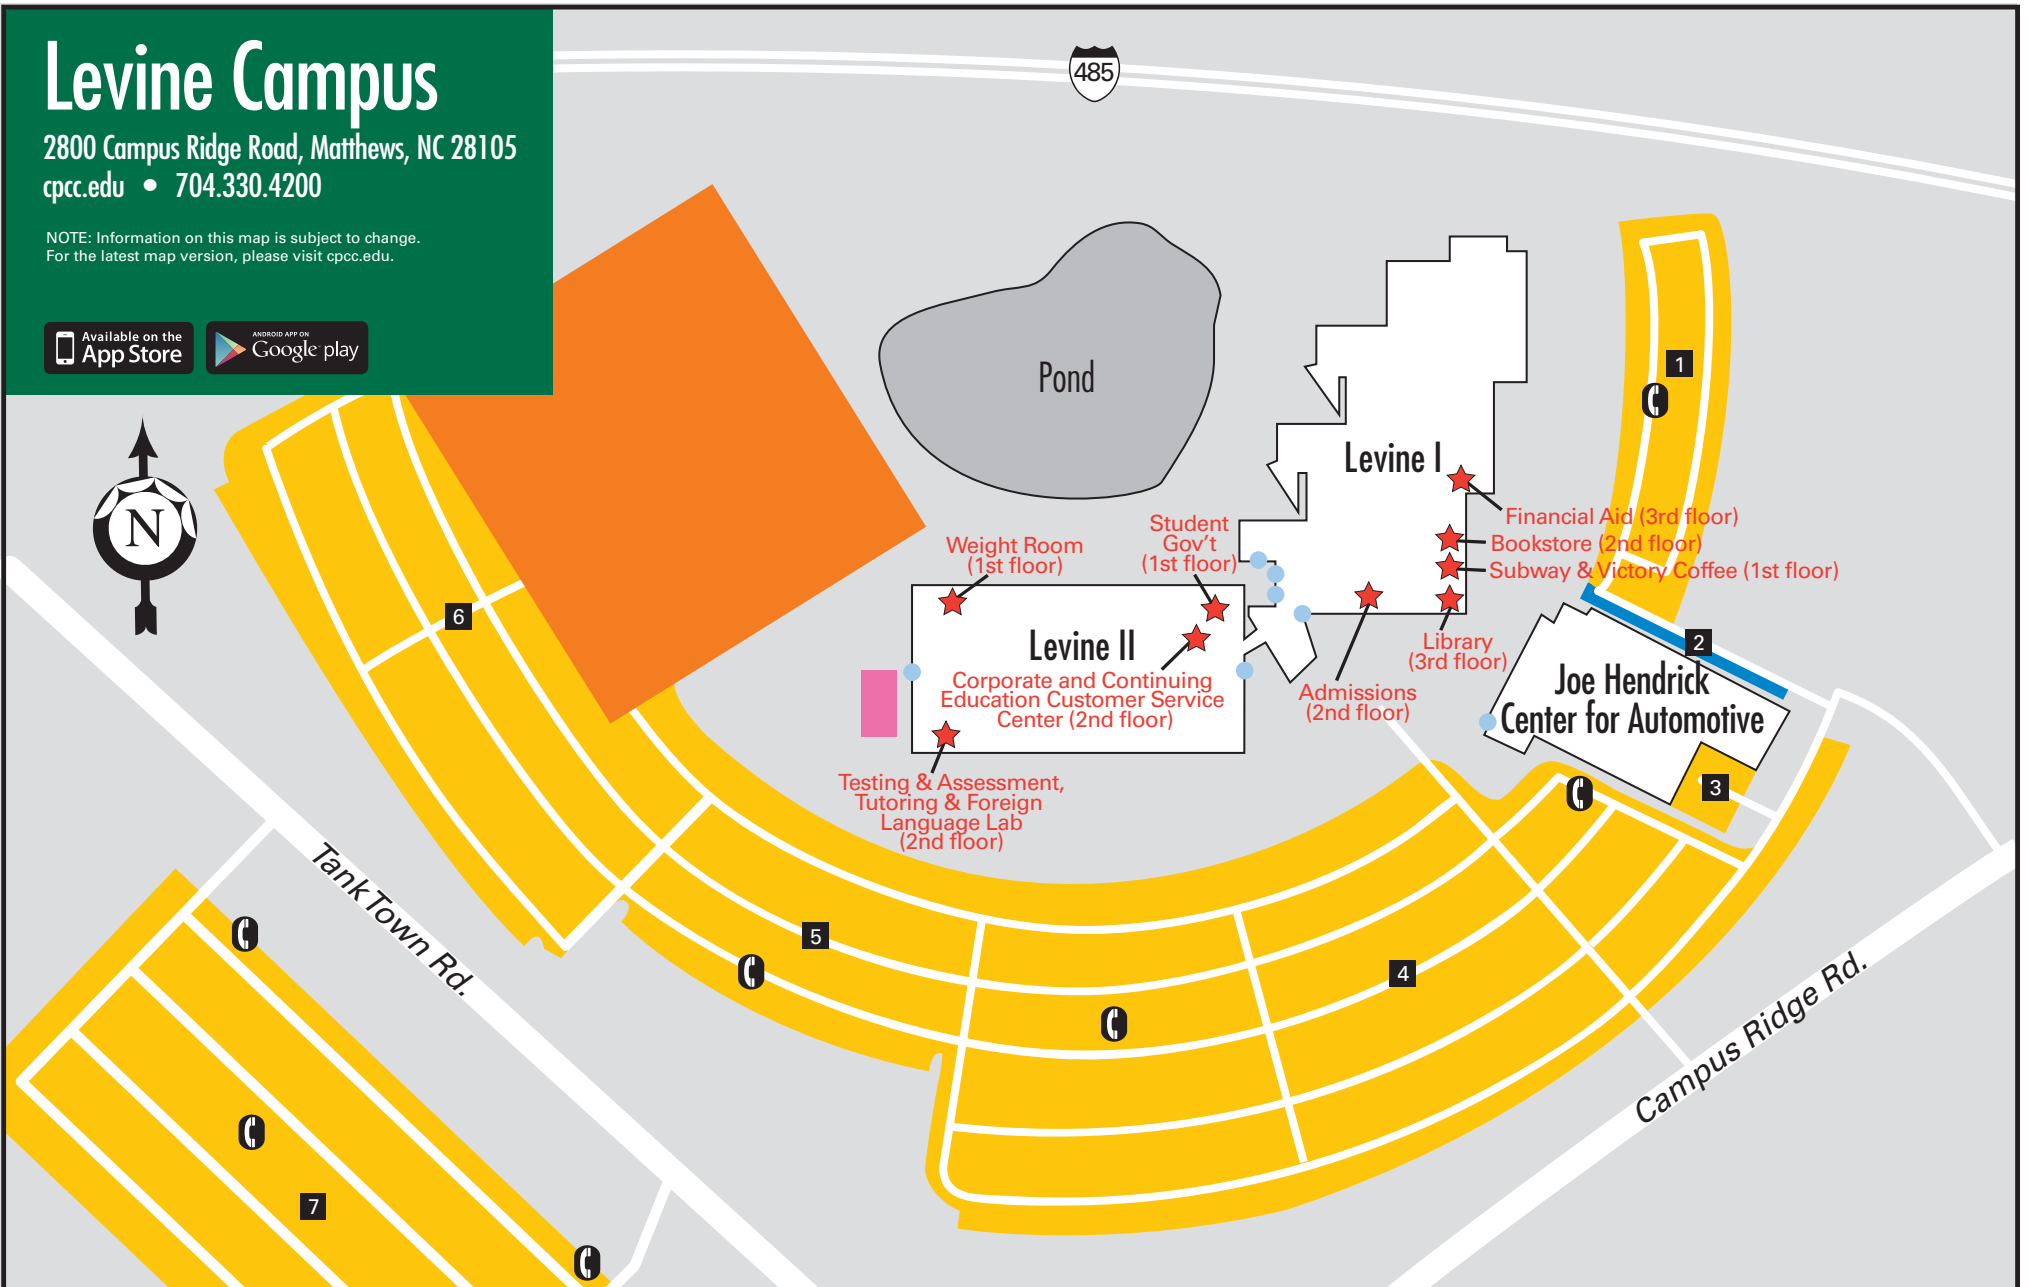 Levine Campus
2800 Campus Ridge Road, Matthews, NC 28105
cpcc.edu • 704.330.4200
NOTE: Information on this map is subject to change.
For the latest map version, please visit cpcc.edu.
Available on the
App Store
ANDROID APP ON
Google play
485
N
Pond
1
Levine I
Financial Aid (3rd floor)
Bookstore (2nd floor)
Subway & Victory Coffee (1st floor)
Student
Gov't
(1st floor)
Weight Room
(1st floor)
6
Levine II
Corporate and Continuing
Education Customer Service
Center (2nd floor)
Library
(3rd floor)
Admissions
(2nd floor)
2
Joe Hendrick
Center for Automotive
3
Testing & Assessment,
Tutoring & Foreign
Language Lab
(2nd floor)
Tank Town Rd.
5
4
Campus Ridge Rd.
7